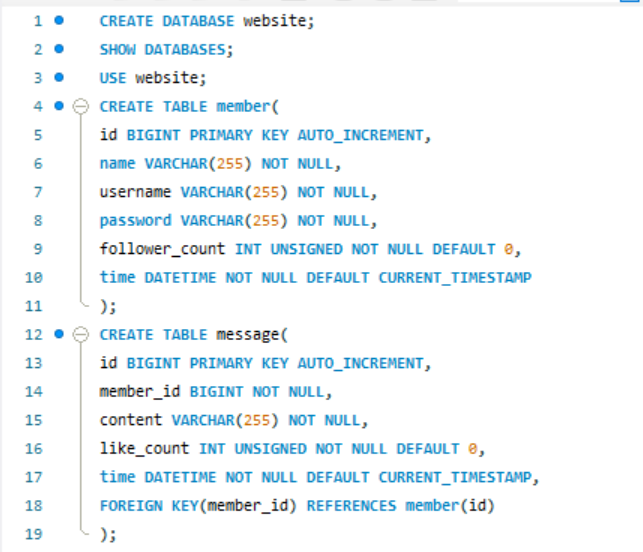 1 CREATE DATABASE website;
2 SHOW DATABASES;
3 USE website;
4 CREATE TABLE member(
5 id BIGINT PRIMARY KEY AUTO_INCREMENT,
6 name VARCHAR(255) NOT NULL,
7 username VARCHAR(255) NOT NULL,
8 password VARCHAR(255) NOT NULL,
9 follower_count INT UNSIGNED NOT NULL DEFAULT 0,
10 time DATETIME NOT NULL DEFAULT CURRENT_TIMESTAMP
11 );
12 CREATE TABLE message(
13 id BIGINT PRIMARY KEY AUTO_INCREMENT,
14 member_id BIGINT NOT NULL,
15 content VARCHAR(255) NOT NULL,
16 like_count INT UNSIGNED NOT NULL DEFAULT 0,
17 time DATETIME NOT NULL DEFAULT CURRENT_TIMESTAMP,
18 FOREIGN KEY(member_id) REFERENCES member(id)
19 );